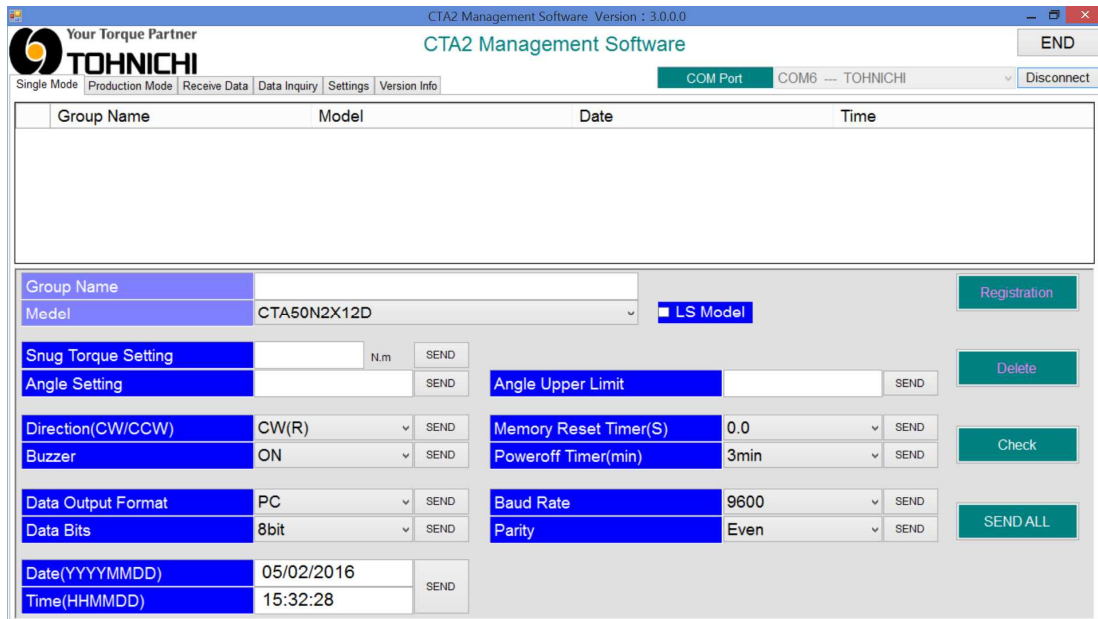 CTA2 Management Software Version : 3.0.0.0
Your Torque Partner
TOHNICHI
CTA2 Management Software
END
Single Mode Production Mode Receive Data Data Inquiry Settings Version Info
COM Port COM6 --- TOHNICHI Disconnect
Group Name Model Date Time
Group Name
Registration
Medel CTA50N2X12D LS Model
Snug Torque Setting N.m SEND
Delete
Angle Setting SEND Angle Upper Limit SEND
Direction(CW/CCW) CW(R) SEND Memory Reset Timer(S) 0.0 SEND
Check
Buzzer ON SEND Poweroff Timer(min) 3min SEND
Data Output Format PC SEND Baud Rate 9600 SEND
SEND ALL
Data Bits 8bit SEND Parity Even SEND
Date(YYYYMMDD) 05/02/2016
SEND
Time(HHMMDD) 15:32:28